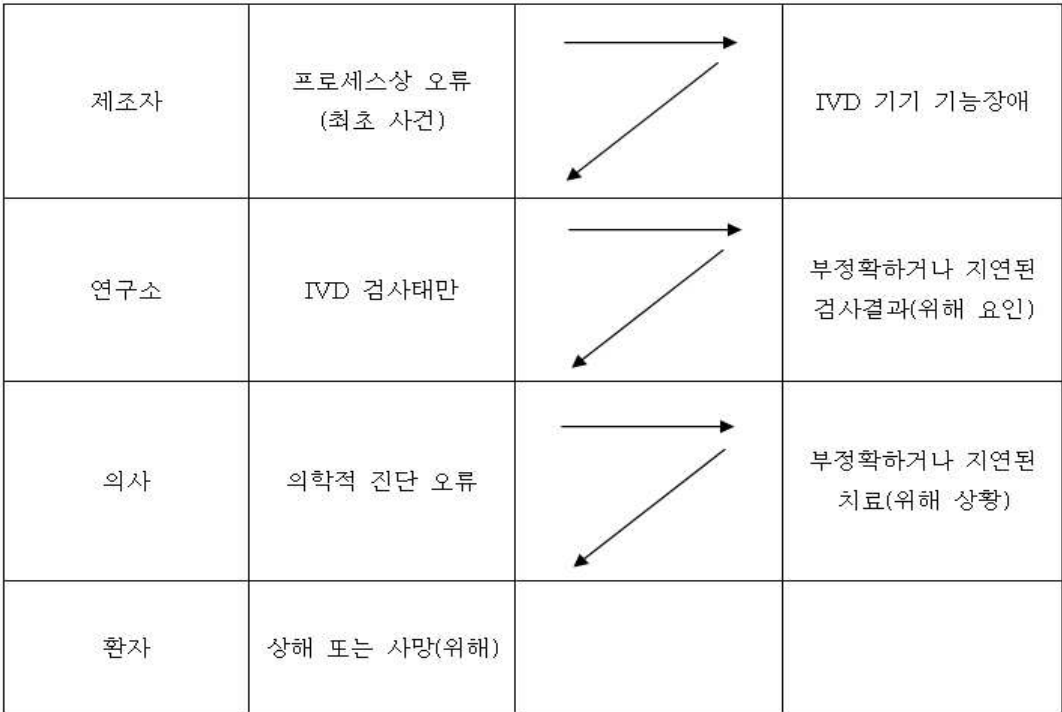 제조자
프로세스상 오류
(최초 사건)
IVD 기기 기능장애
연구소
IVD 검사태만
부정확하거나 지연된
검사결과(위해 요인)
의사
의학적 진단 오류
부정확하거나 지연된
치료(위해 상황)
환자
상해 또는 사망(위해)